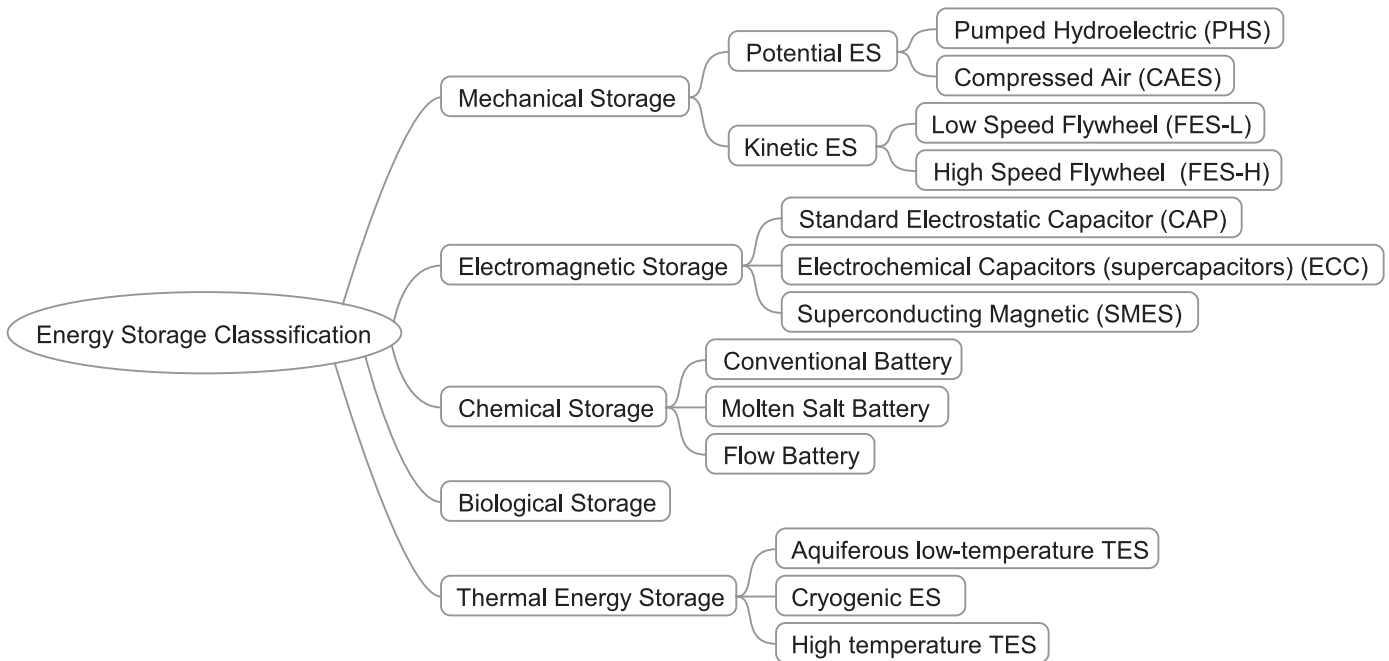 Energy Storage Classsification
Mechanical Storage
Potential ES
Pumped Hydroelectric (PHS)
Compressed Air (CAES)
Kinetic ES
Low Speed Flywheel (FES-L)
High Speed Flywheel (FES-H)
Electromagnetic Storage
Standard Electrostatic Capacitor (CAP)
Electrochemical Capacitors (supercapacitors) (ECC)
Superconducting Magnetic (SMES)
Chemical Storage
Conventional Battery
Molten Salt Battery
Flow Battery
Biological Storage
Thermal Energy Storage
Aquiferous low-temperature TES
Cryogenic ES
High temperature TES